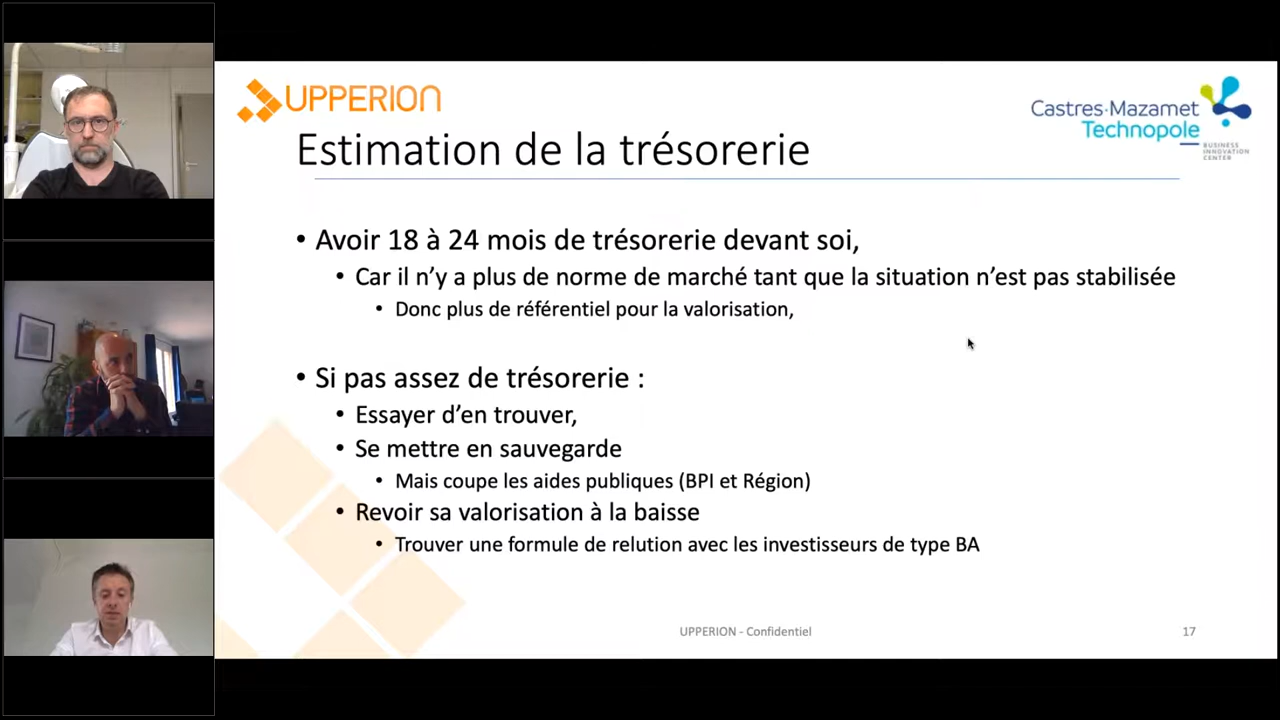 UPPERION
Castres·Mazamet
Technopole
BUSINESS
INNOVATION
CENTER
Estimation de la trésorerie
• Avoir 18 à 24 mois de trésorerie devant soi,
• Car il n’y a plus de norme de marché tant que la situation n’est pas stabilisée
• Donc plus de référentiel pour la valorisation,
• Si pas assez de trésorerie :
• Essayer d’en trouver,
• Se mettre en sauvegarde
• Mais coupe les aides publiques (BPI et Région)
• Revoir sa valorisation à la baisse
• Trouver une formule de relution avec les investisseurs de type BA
UPPERION - Confidentiel
17